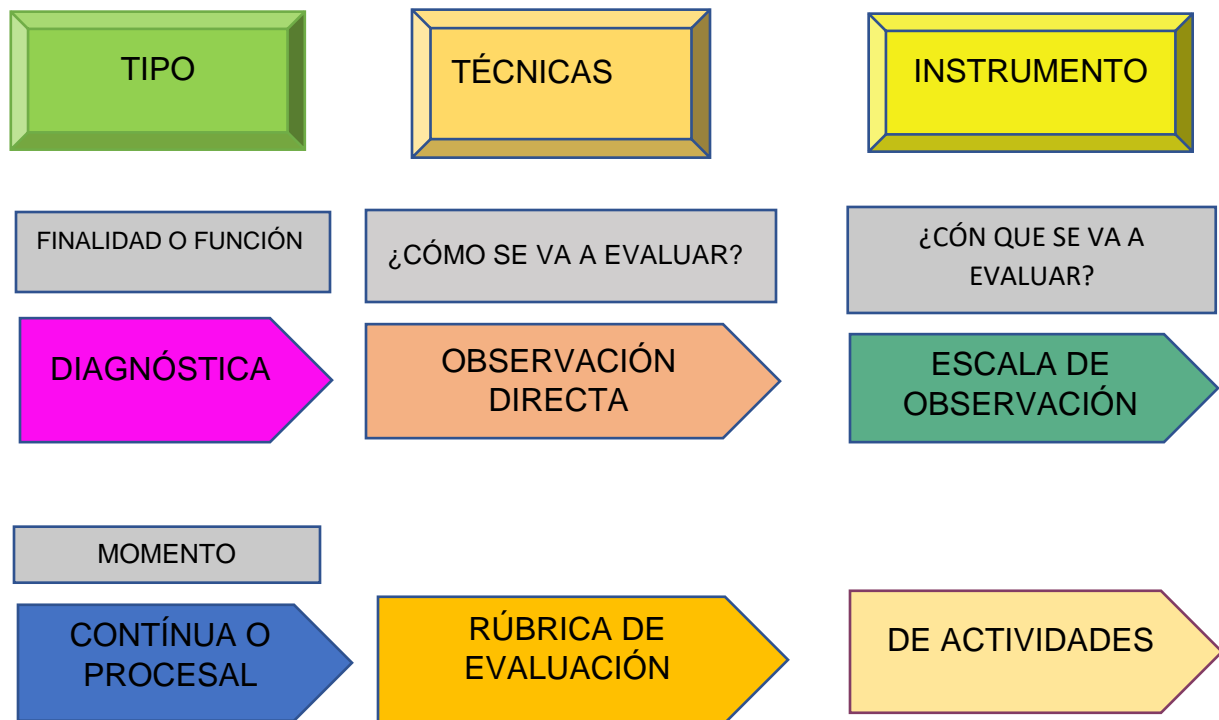 TIPO
TÉCNICAS
INSTRUMENTO
FINALIDAD O FUNCIÓN
¿CÓMO SE VA A EVALUAR?
¿CÓN QUE SE VA A
EVALUAR?
DIAGNÓSTICA
OBSERVACIÓN
DIRECTA
ESCALA DE
OBSERVACIÓN
MOMENTO
CONTÍNUA O
PROCESAL
RÚBRICA DE
EVALUACIÓN
DE ACTIVIDADES